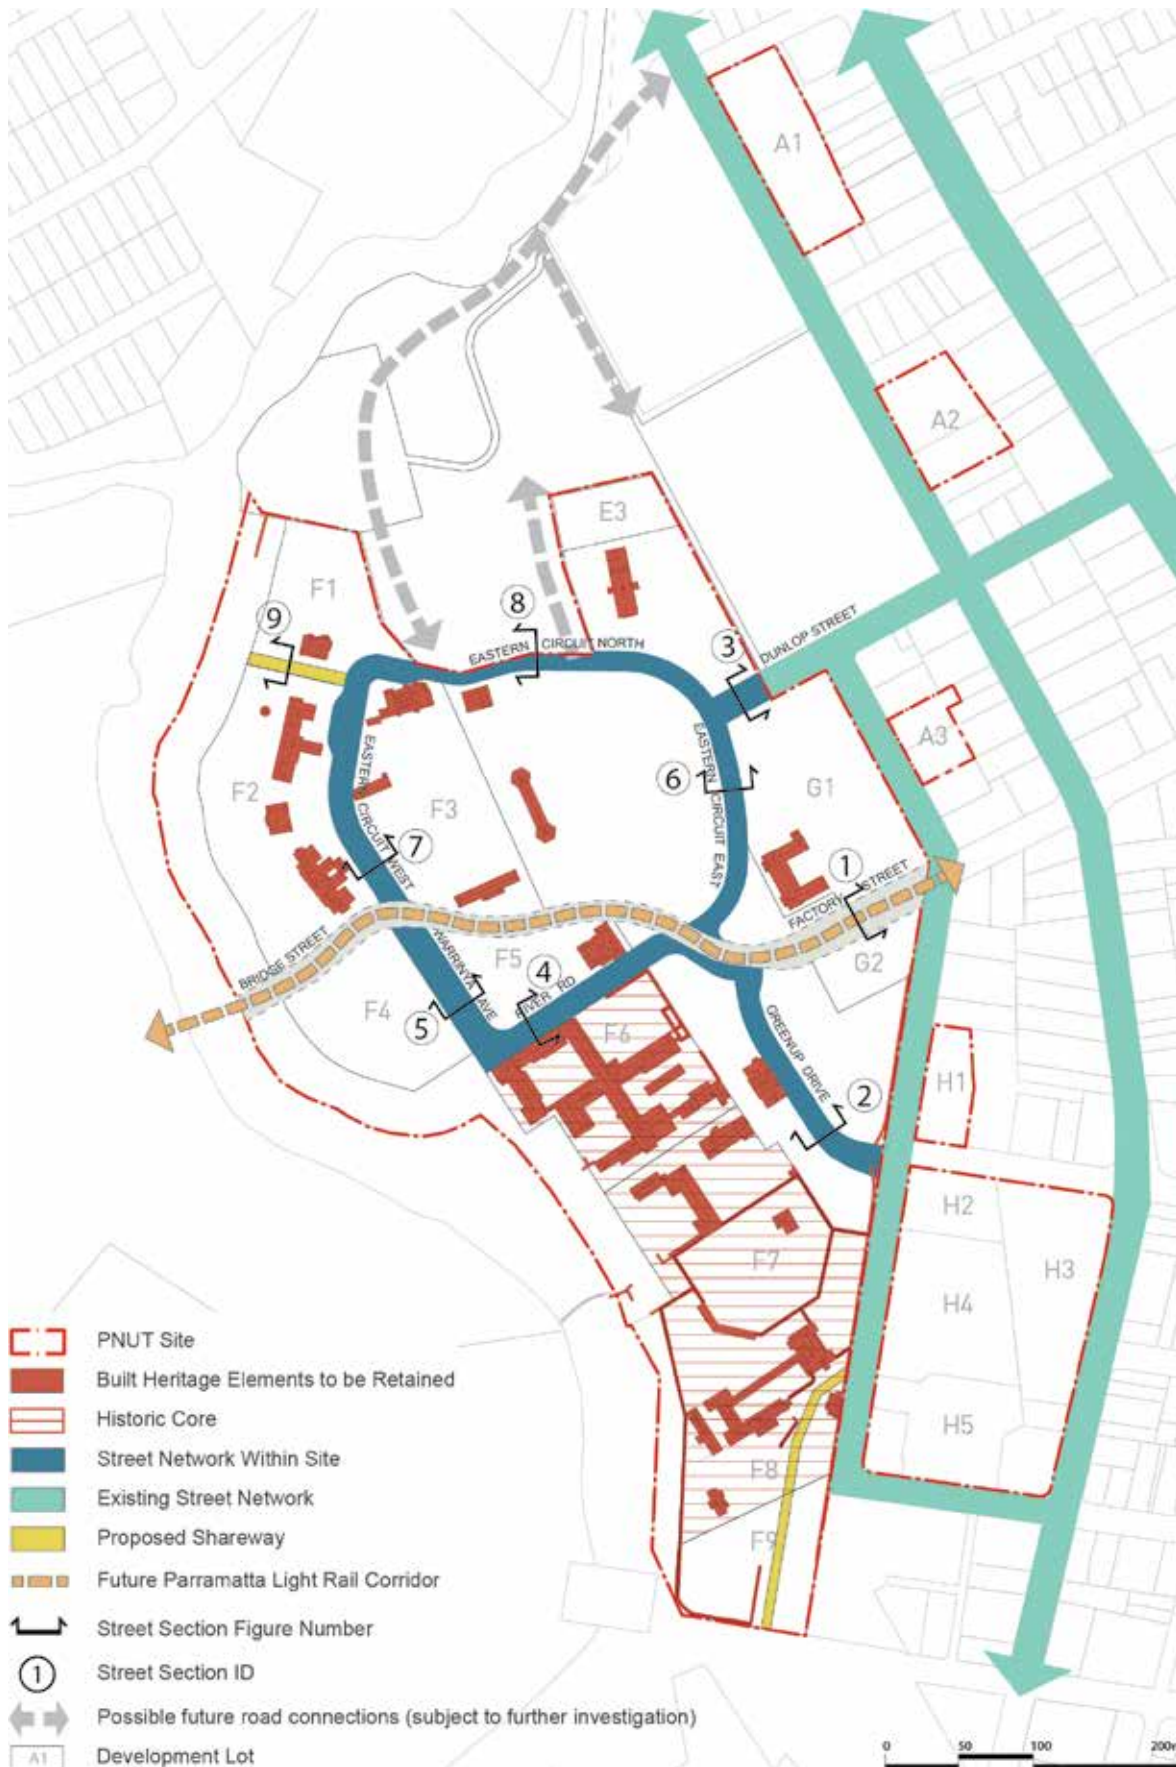 A1
A2
E3
F1
9
8
EASTERN CIRCUIT NORTH
3
DUNLOP STREET
A3
F2
EASTERN CIRCUIT WEST
F3
6
EASTERN CIRCUIT EAST
G1
7
1
FACTORY STREET
BRIDGE STREET
WARRINYA AVE
F5
4
RIVER RD
G2
F4
5
F6
GREENUP DRIVE
H1
2
H2
F7
H3
H4
H5
F8
F9
PNUT Site
Built Heritage Elements to be Retained
Historic Core
Street Network Within Site
Existing Street Network
Proposed Shareway
Future Parramatta Light Rail Corridor
Street Section Figure Number
1 Street Section ID
Possible future road connections (subject to further investigation)
A1 Development Lot
0 50 100 200m